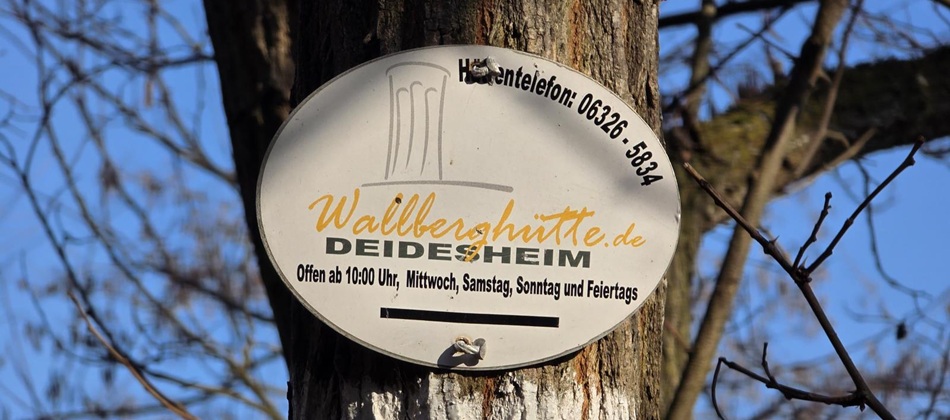 Hüttentelefon: 06326 - 5834
Wallberghütte.de
DEIDESHEIM
Offen ab 10:00 Uhr, Mittwoch, Samstag, Sonntag und Feiertags